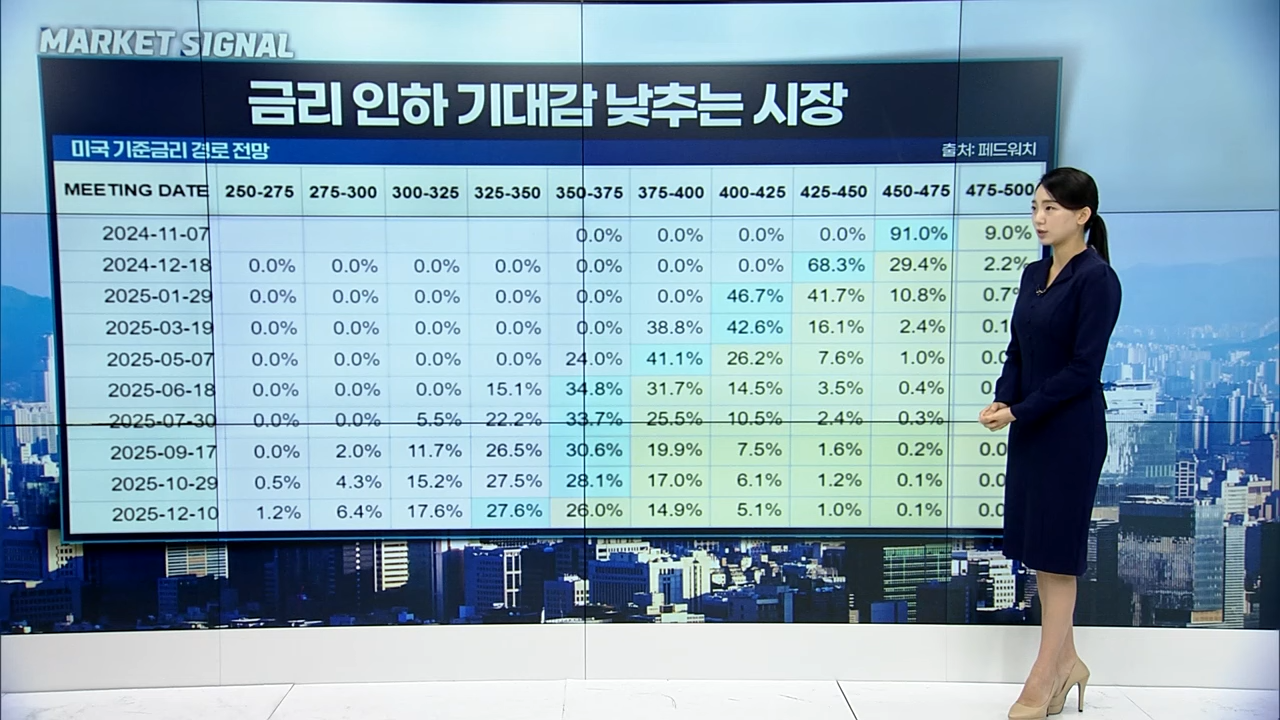 MARKET SIGNAL
금리 인하 기대감 낮추는 시장
미국 기준금리 경로 전망 출처: 페드워치
MEETING DATE 250-275 275-300 300-325 325-350 350-375 375-400 400-425 425-450 450-475 475-500
2024-11-07 0.0% 0.0% 0.0% 0.0% 91.0% 9.0%
2024-12-18 0.0% 0.0% 0.0% 0.0% 0.0% 0.0% 0.0% 68.3% 29.4% 2.2%
2025-01-29 0.0% 0.0% 0.0% 0.0% 0.0% 0.0% 46.7% 41.7% 10.8% 0.7%
2025-03-19 0.0% 0.0% 0.0% 0.0% 0.0% 38.8% 42.6% 16.1% 2.4% 0.1
2025-05-07 0.0% 0.0% 0.0% 0.0% 24.0% 41.1% 26.2% 7.6% 1.0% 0.0
2025-06-18 0.0% 0.0% 0.0% 15.1% 34.8% 31.7% 14.5% 3.5% 0.4% 0
2025-07-30 0.0% 0.0% 5.5% 22.2% 33.7% 25.5% 10.5% 2.4% 0.3% 0
2025-09-17 0.0% 2.0% 11.7% 26.5% 30.6% 19.9% 7.5% 1.6% 0.2% 0.0
2025-10-29 0.5% 4.3% 15.2% 27.5% 28.1% 17.0% 6.1% 1.2% 0.1% 0.0
2025-12-10 1.2% 6.4% 17.6% 27.6% 26.0% 14.9% 5.1% 1.0% 0.1% 0.0